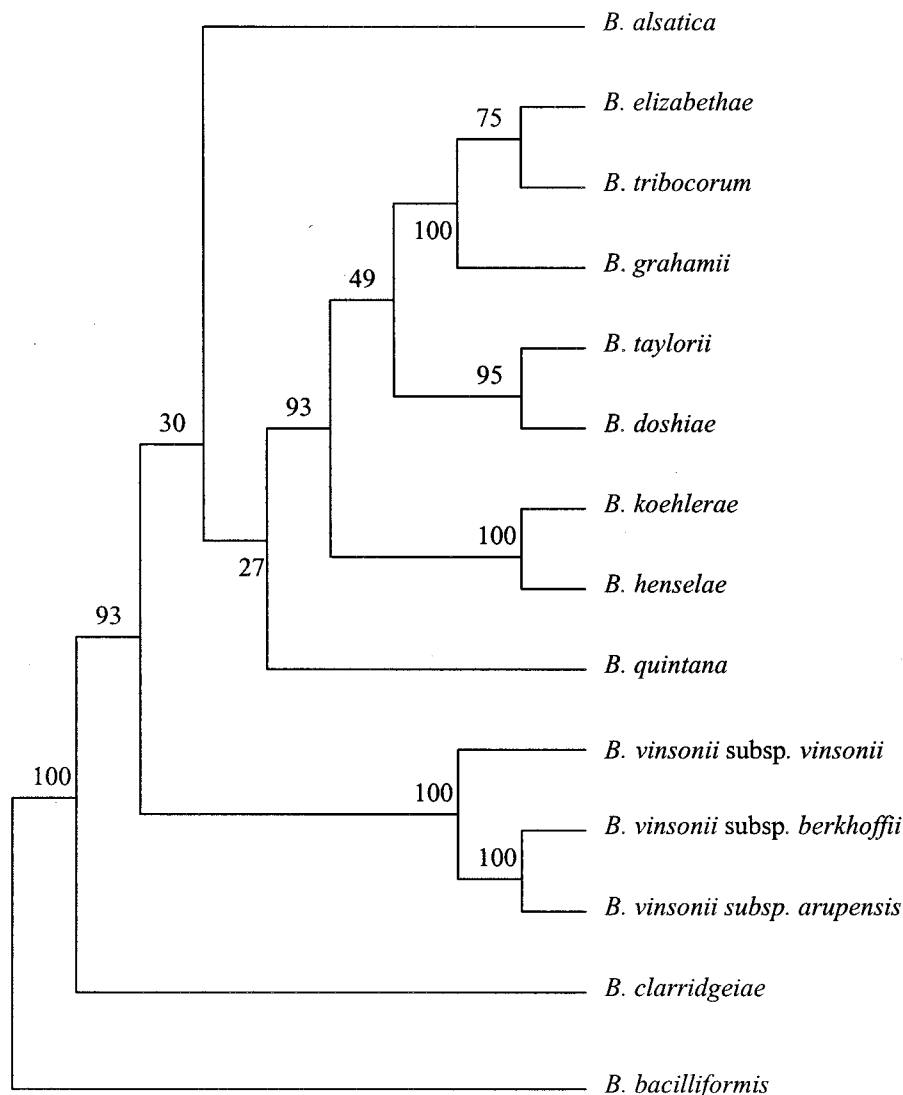 B. alsatica
75 B. elizabethae
B. tribocorum
100
B. grahamii
49
B. taylorii
95
93
B. doshiae
30
B. koehlerae
100
27
B. henselae
93
B. quintana
B. vinsonii subsp. vinsonii
100
100
B. vinsonii subsp. berkhoffii
100
B. vinsonii subsp. arupensis
B. clarridgeiae
B. bacilliformis